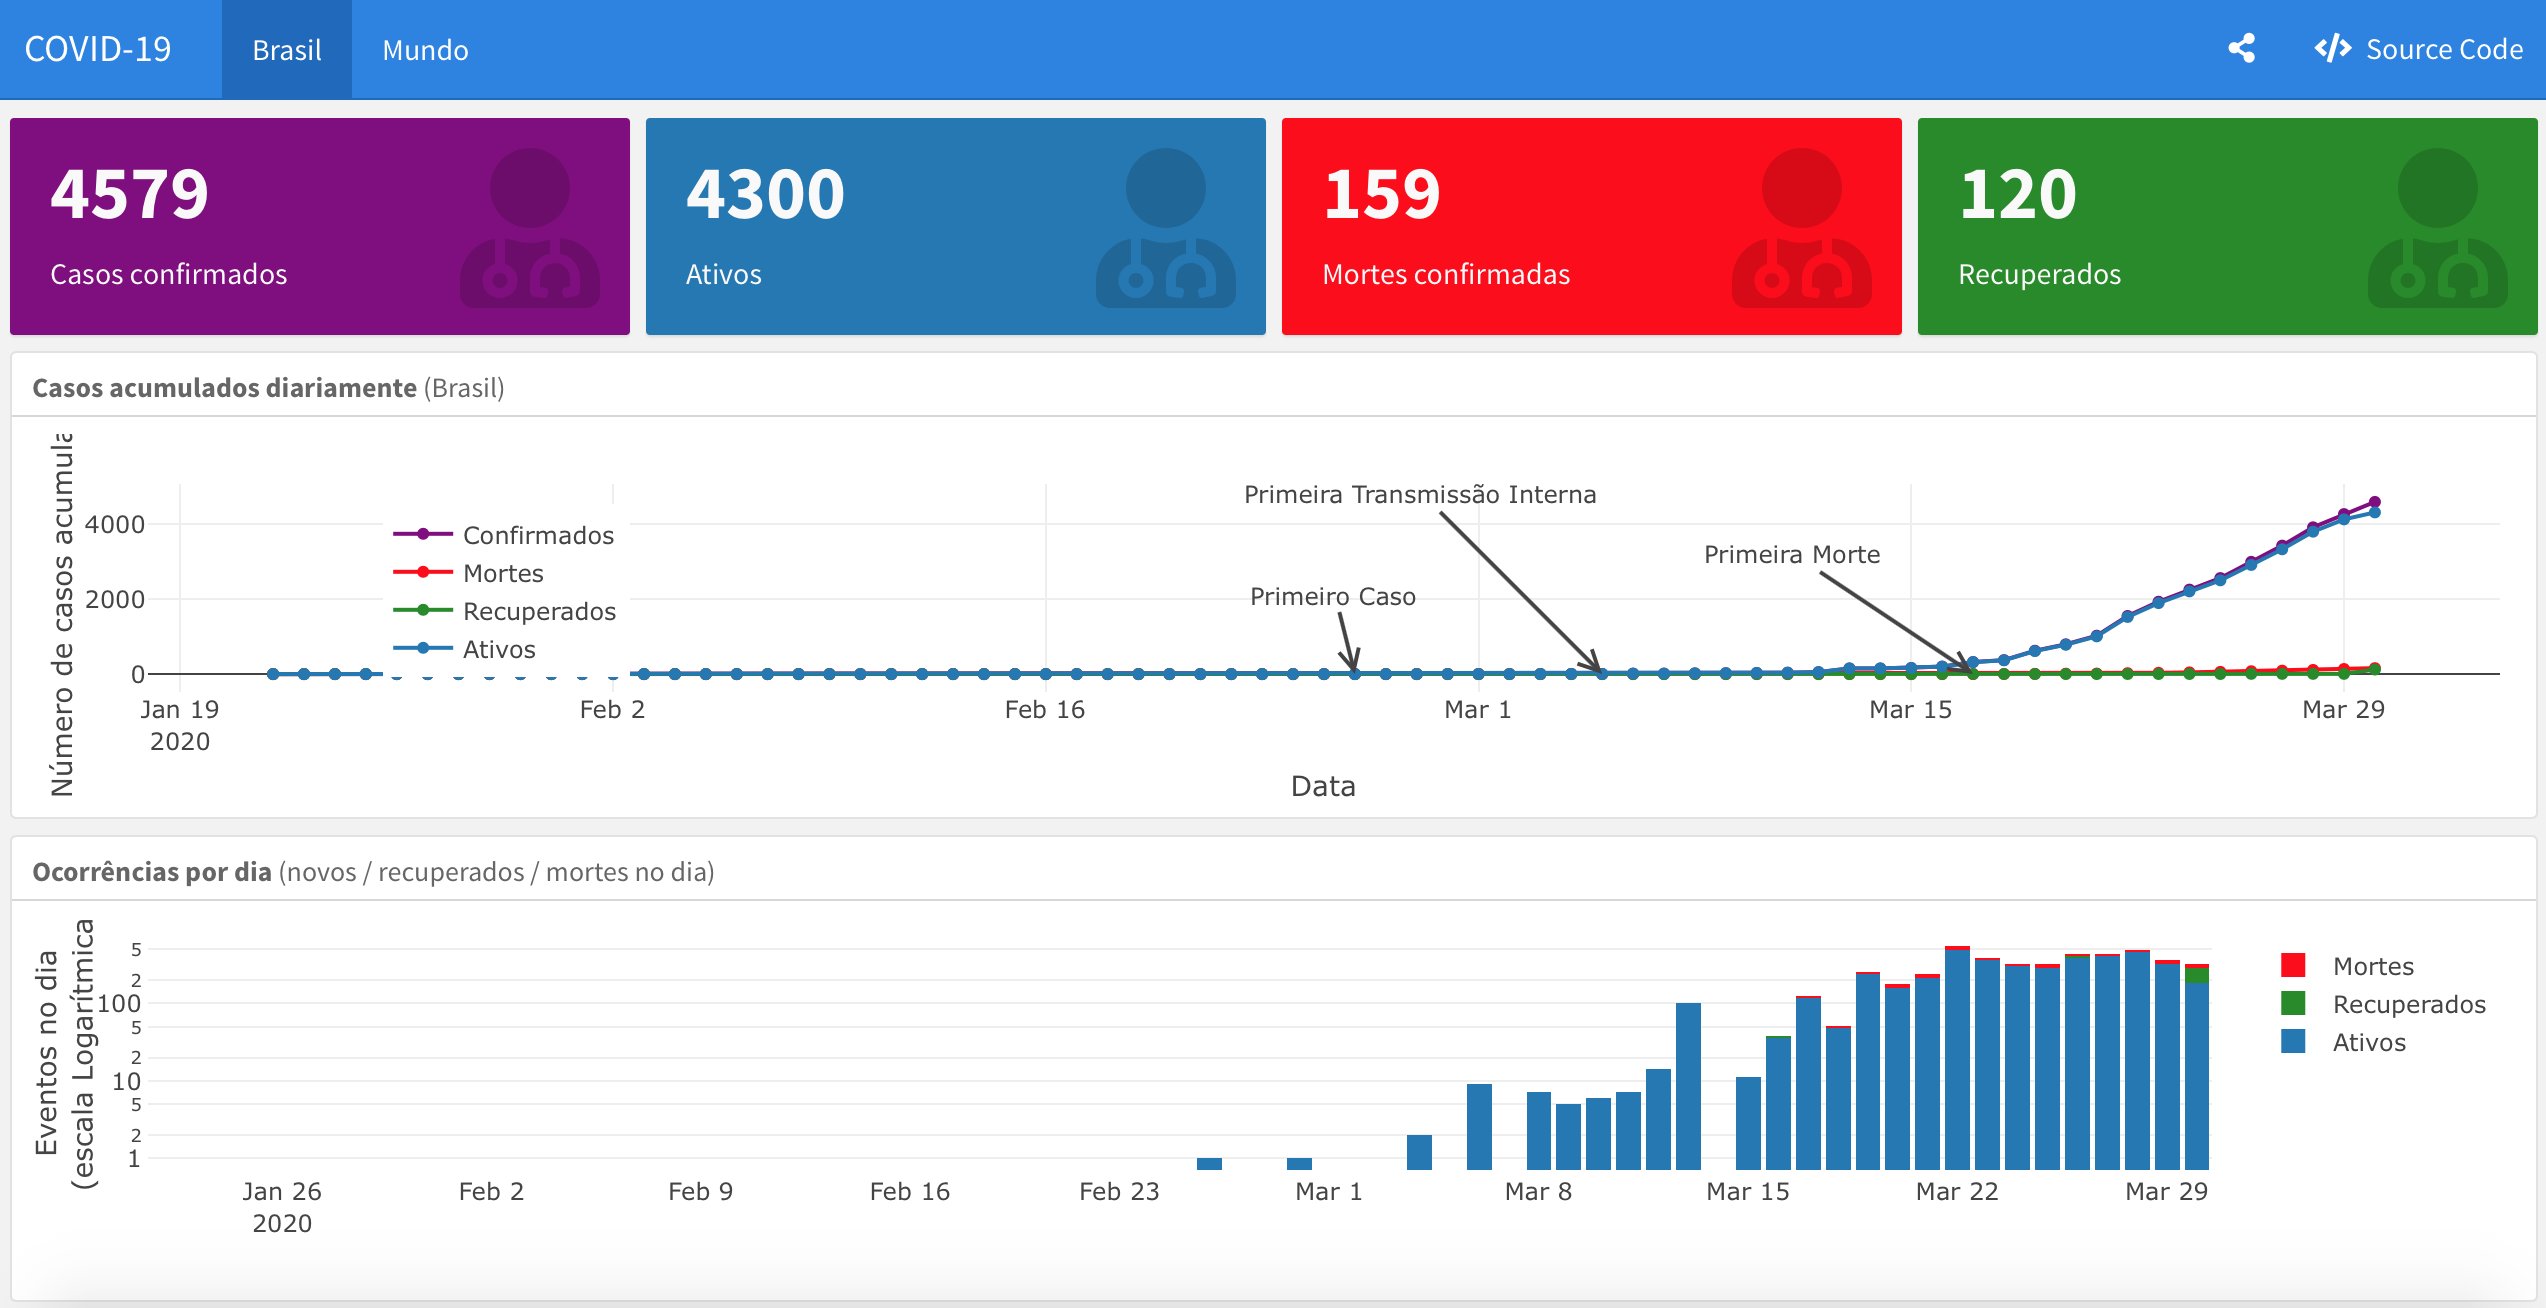 COVID-19
Brasil
Mundo
Source Code
4579
Casos confirmados
4300
Ativos
159
Mortes confirmadas
120
Recuperados
Casos acumulados diariamente (Brasil)
Número de casos acumula
4000
2000
0
Confirmados
Mortes
Recuperados
Ativos
Primeira Transmissão Interna
Primeiro Caso
Primeira Morte
Jan 19
2020
Feb 2
Feb 16
Mar 1
Mar 15
Mar 29
Data
Ocorrências por dia (novos / recuperados / mortes no dia)
Eventos no dia
(escala Logarítmica
5
2
100
5
2
10
5
2
1
Jan 26
2020
Feb 2
Feb 9
Feb 16
Feb 23
Mar 1
Mar 8
Mar 15
Mar 22
Mar 29
Mortes
Recuperados
Ativos